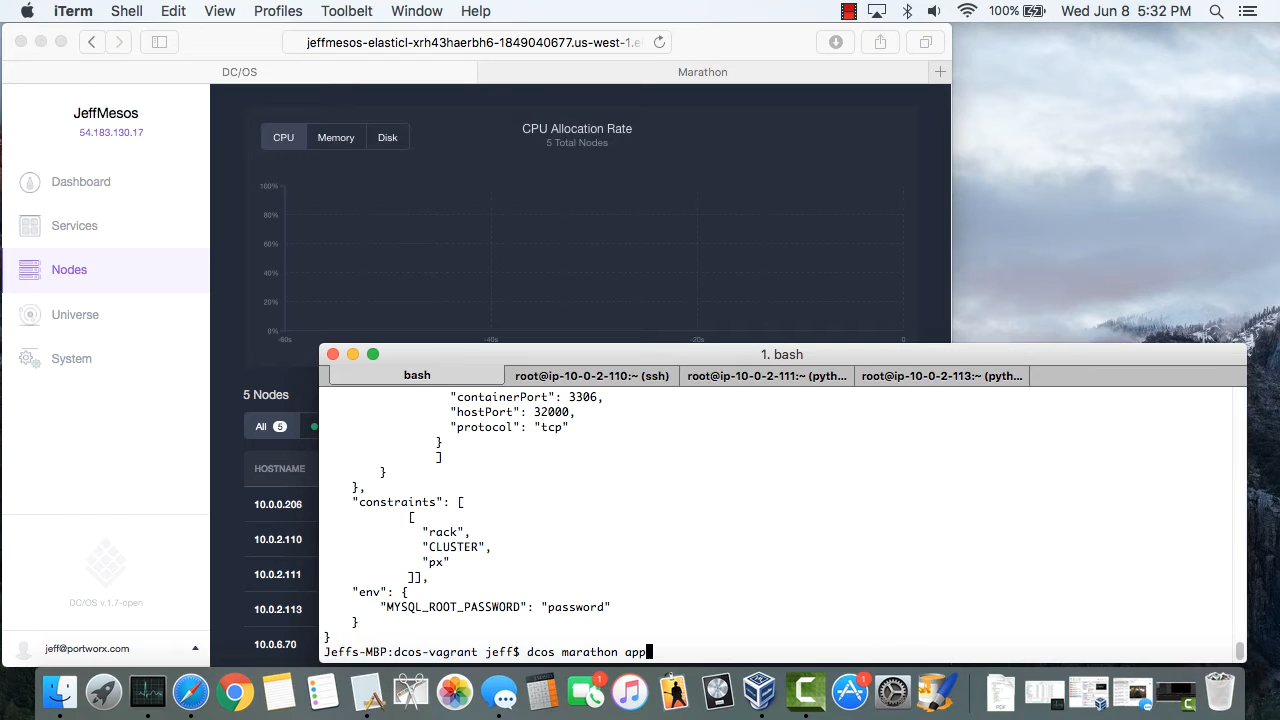 iTerm Shell Edit View Profiles Toolbelt Window Help 100% Wed Jun 8 5:32 PM
jeffmesos-elasticl-xrh43haerbh6-1849040677.us-west-1.e
DC/OS Marathon
JeffMesos
54.183.130.17
Dashboard
Services
Nodes
Universe
System
DC/OS v.1.7-open
jeff@portworx.com
CPU Memory Disk
CPU Allocation Rate
5 Total Nodes
100%
80%
60%
40%
20%
0%
-60s -40s -20s 0
5 Nodes
All 5
HOSTNAME
10.0.0.206
10.0.2.110
10.0.2.111
10.0.2.113
10.0.6.70
1. bash
bash root@ip-10-0-2-110:~ (ssh) root@ip-10-0-2-111:~ (pyth... root@ip-10-0-2-113:~ (pyth...
"containerPort": 3306,
"hostPort": 32000,
"protocol": "tcp"
}
]
}
},
"constraints": [
[
"rack",
"CLUSTER",
"px"
]],
"env": {
"MYSQL_ROOT_PASSWORD": "password"
}
}
Jeffs-MBP:dcos-vagrant jeff$ dcos marathon app
1
1